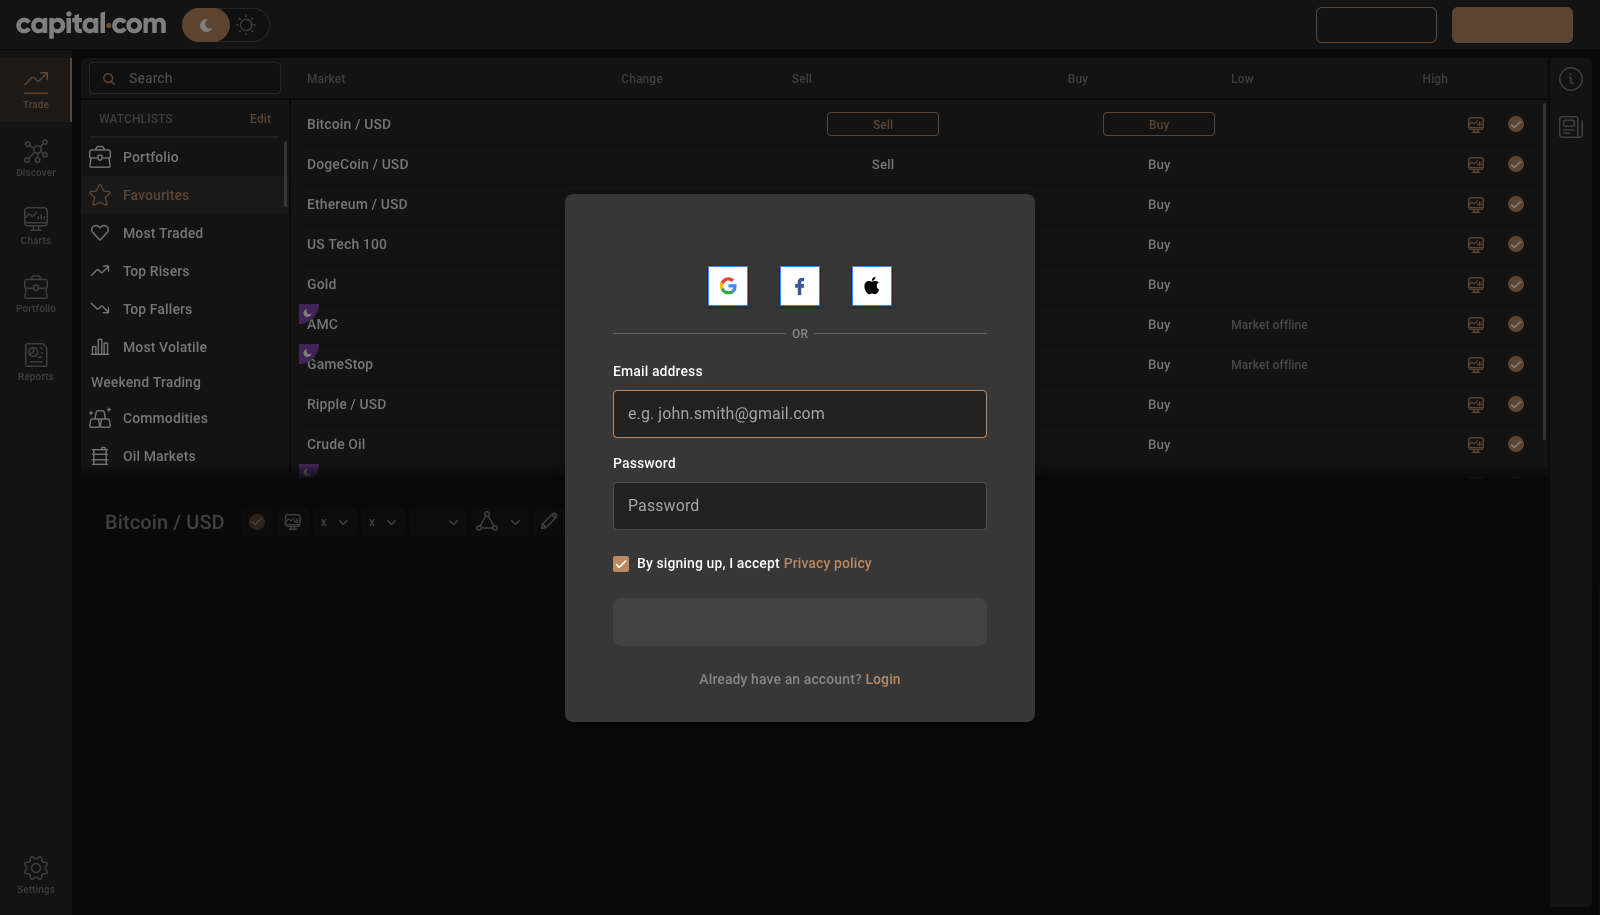 capital.com
Search
Market Change Sell Buy Low High
Trade
WATCHLISTS Edit
Bitcoin / USD Sell Buy
Portfolio
DogeCoin / USD Sell Buy
Discover
Favourites
Ethereum / USD Buy
Most Traded
Charts
US Tech 100 Buy
Top Risers
Gold Buy
Portfolio
Top Fallers
AMC Buy Market offline
Most Volatile
GameStop Buy Market offline
Reports
Weekend Trading
Ripple / USD Buy
Commodities
Crude Oil Buy
Oil Markets
Bitcoin / USD x x
Settings
OR
Email address
e.g. john.smith@gmail.com
Password
Password
By signing up, I accept Privacy policy
Already have an account? Login